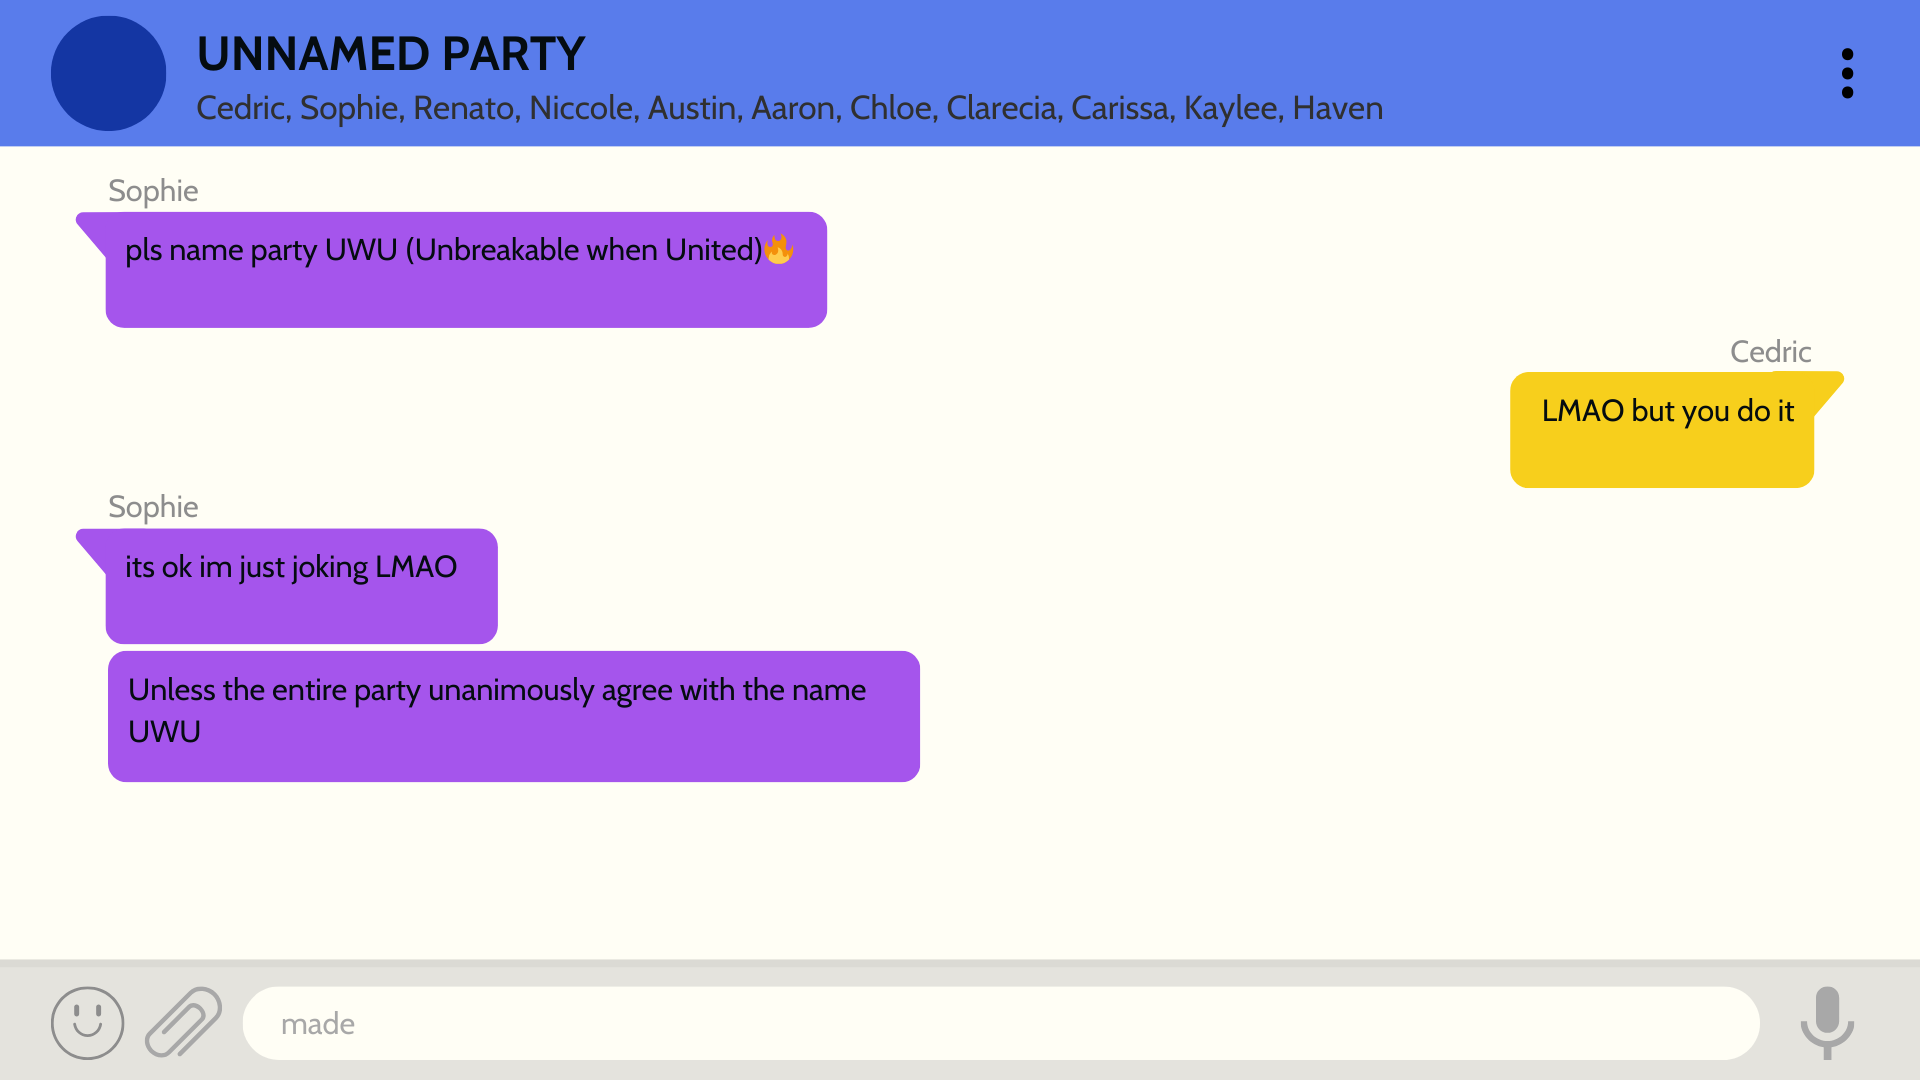 UNNAMED PARTY
Cedric, Sophie, Renato, Niccole, Austin, Aaron, Chloe, Clarecia, Carissa, Kaylee, Haven
Sophie
pls name party UWU (Unbreakable when United)🔥
Cedric
LMAO but you do it
Sophie
its ok im just joking LMAO
Unless the entire party unanimously agree with the name
UWU
made